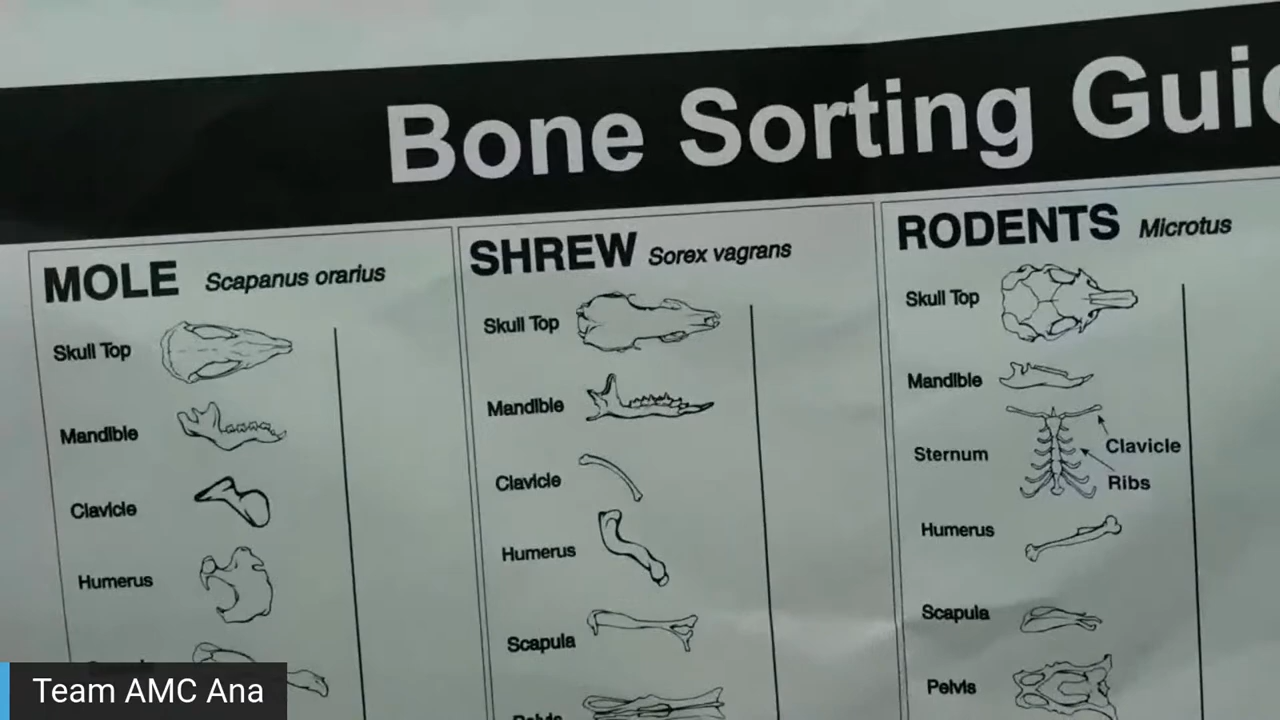 Bone Sorting
MOLE Scapanus orarius
Skull Top
Mandible
Clavicle
Humerus
SHREW Sorex vagrans
Skull Top
Mandible
Clavicle
Humerus
Scapula
RODENTS Microtus
Skull Top
Mandible
Sternum
Clavicle
Ribs
Humerus
Scapula
Pelvis
Team AMC Ana